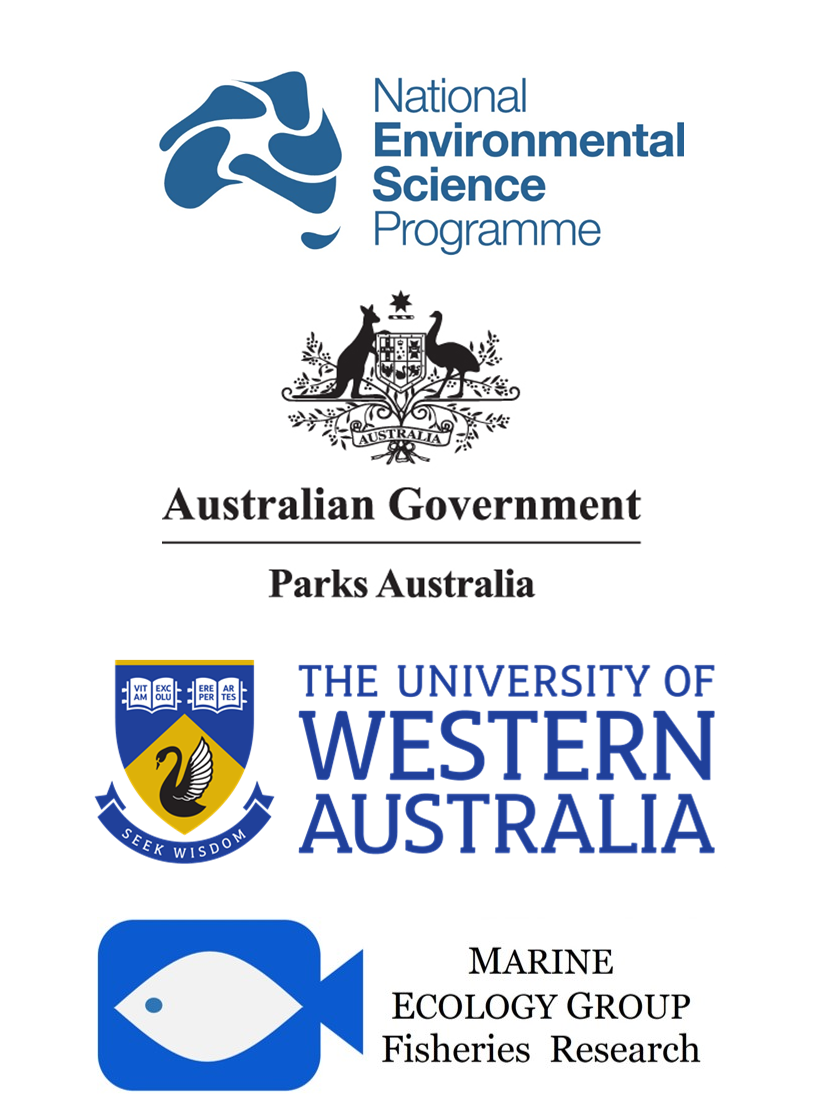 National
Environmental
Science
Programme
AUSTRALIA
Australian Government
Parks Australia
VIT EXC ERE AR
AM OLU PER TES
SEEK WISDOM
THE UNIVERSITY OF
WESTERN
AUSTRALIA
MARINE
ECOLOGY GROUP
Fisheries Research